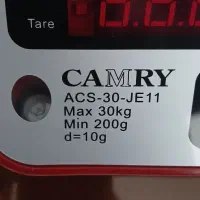 Tare
CAMRY
ACS-30-JE11
Max 30kg
Min 200g
d=10g